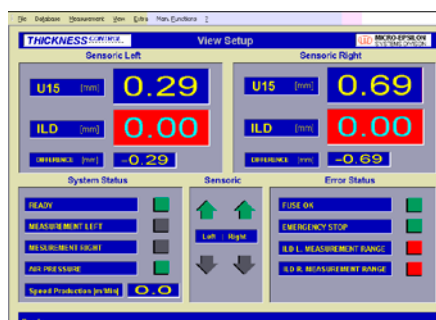 File Database Measurement View Extra Man. Functions ?
THICKNESS CONTROL View Setup MICRO-EPSILON
SYSTEMS DIVISION
Sensoric Left Sensoric Right
U15 [mm] 0.29 U15 [mm] 0.69
ILD [mm] 0.00 ILD [mm] 0.00
DIFFERENCE [mm] -0.29 DIFFERENCE [mm] -0.69
System Status Sensoric Error Status
READY FUSE OK
MEASUREMENT LEFT Left Right EMERGENCY STOP
MESUREMENT RIGHT ILD L. MEASUREMENT RANGE
AIR PRESSURE ILD R. MEASUREMENT RANGE
Speed Production [m/Min] 0.0